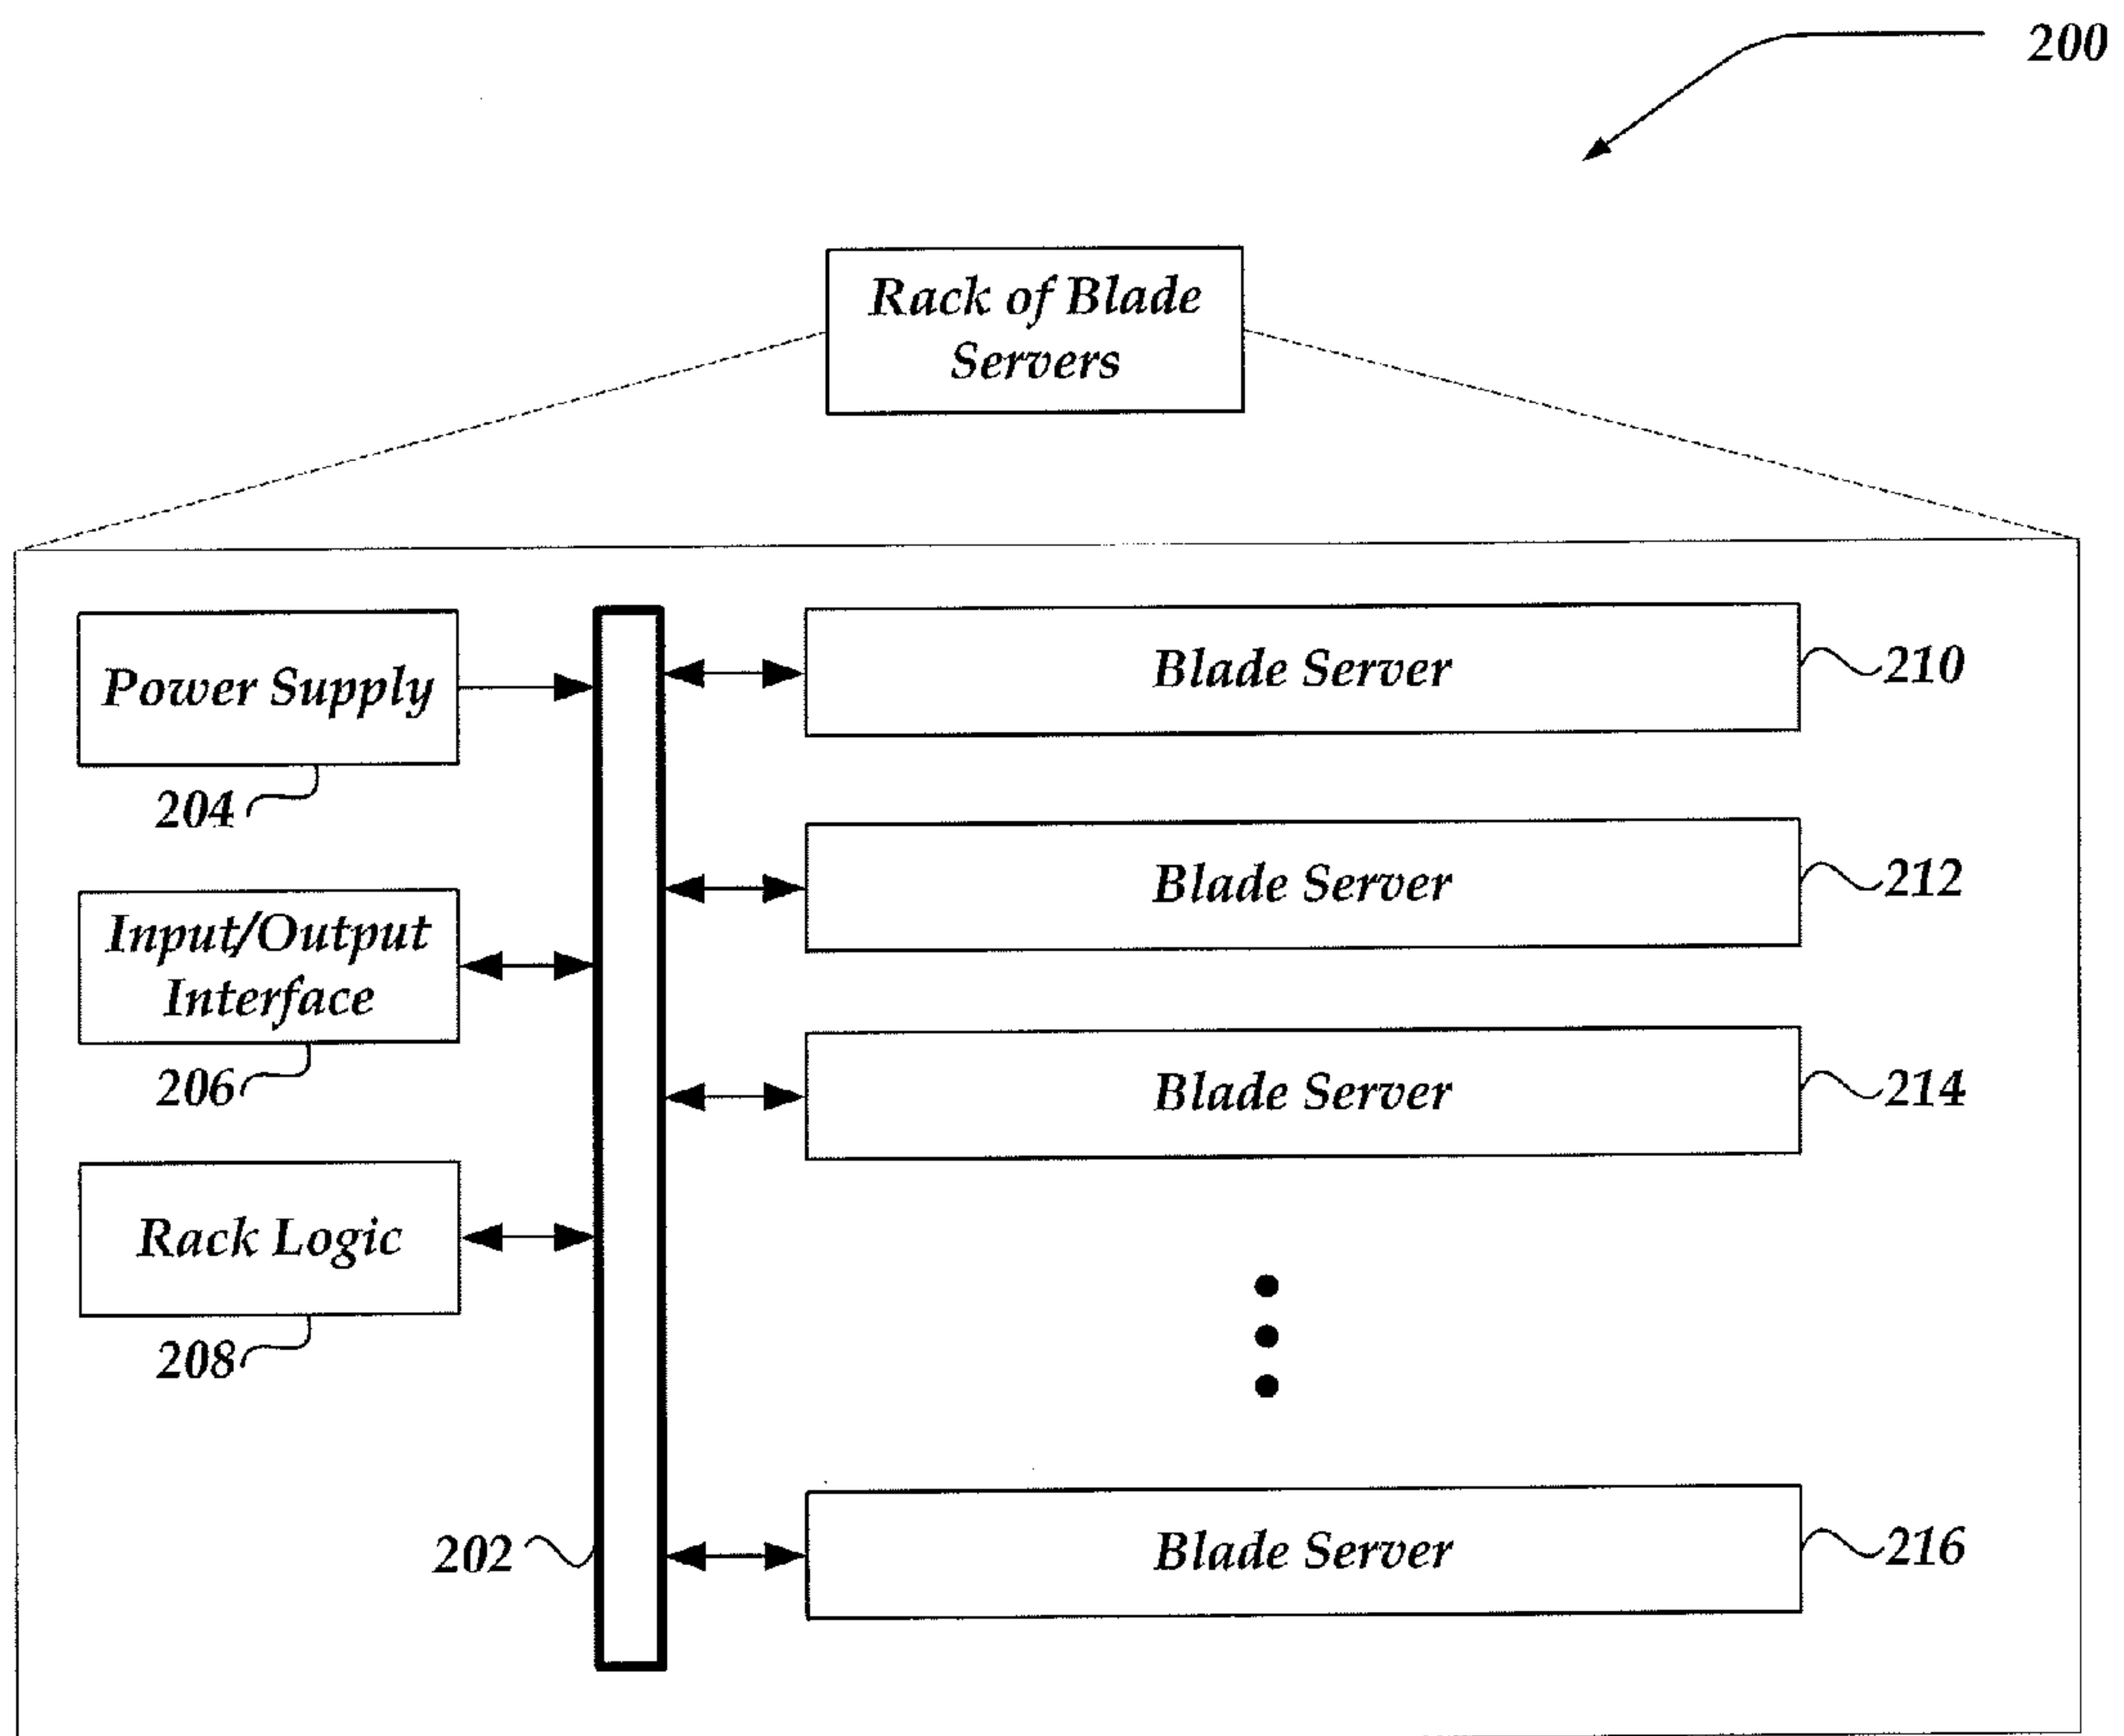 200
Rack of Blade
Servers
Power Supply
204
Input/Output
Interface
206
Rack Logic
208
202
Blade Server
210
Blade Server
212
Blade Server
214
Blade Server
216